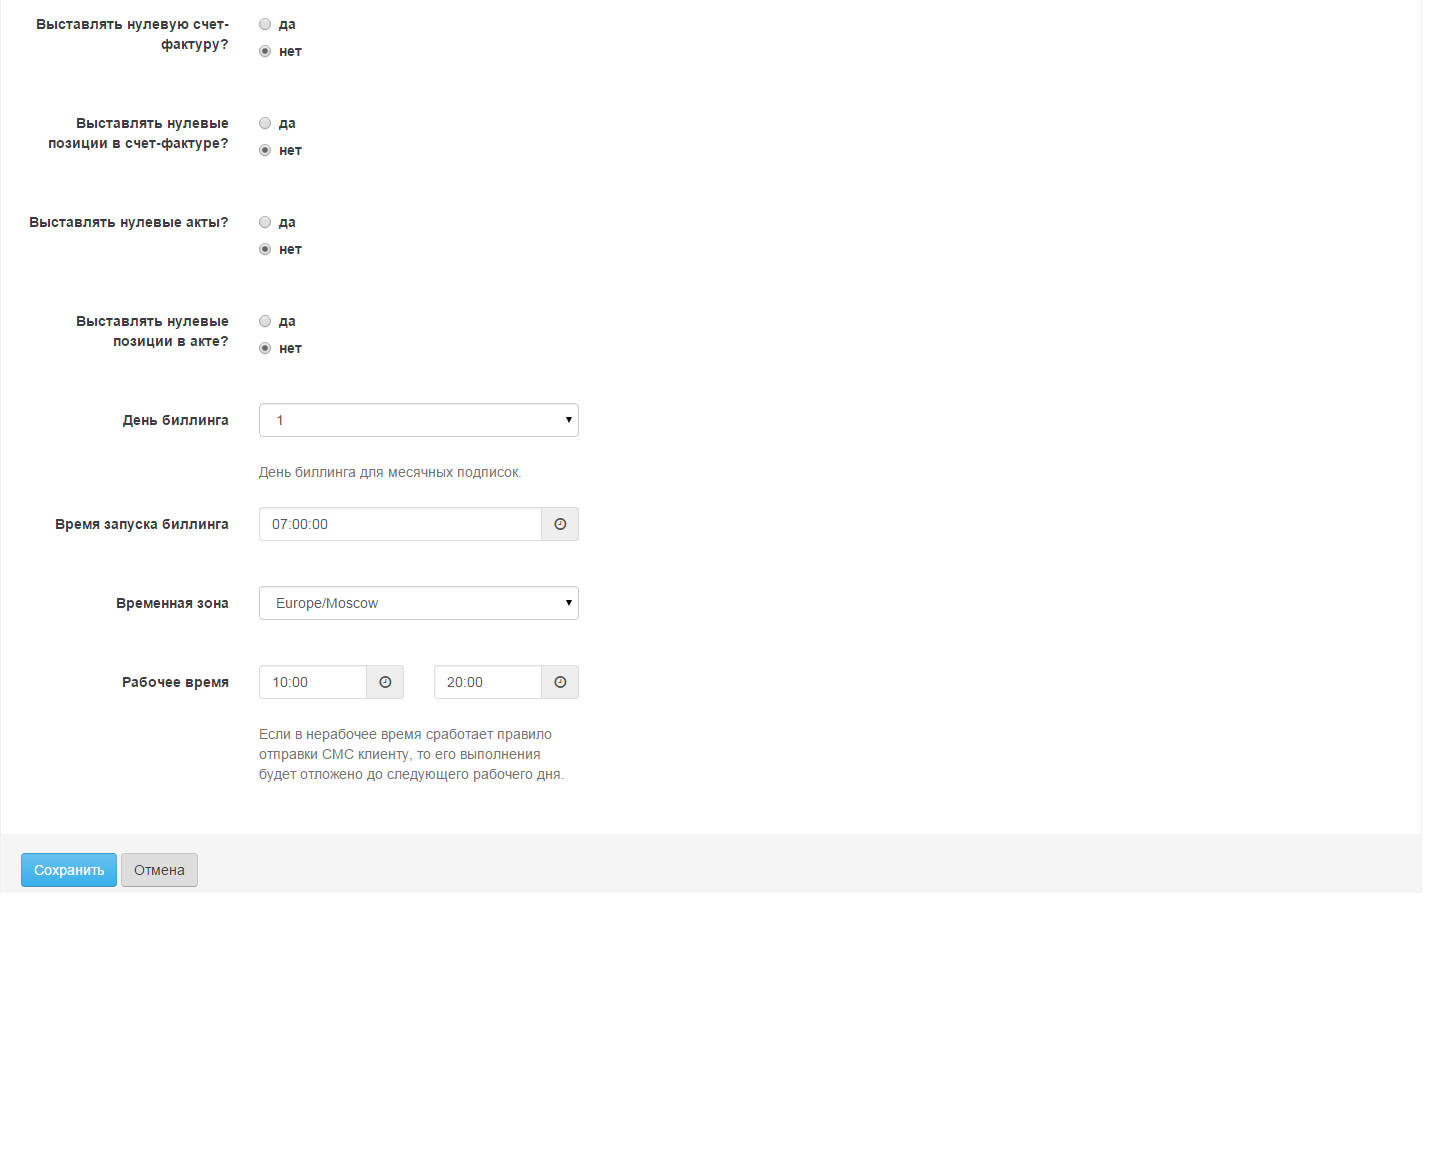 Выставлять нулевую счет-
фактуру?
да
нет
Выставлять нулевые
позиции в счет-фактуре?
да
нет
Выставлять нулевые акты?
да
нет
Выставлять нулевые
позиции в акте?
да
нет
День биллинга
1
День биллинга для месячных подписок.
Время запуска биллинга
07:00:00
Временная зона
Europe/Moscow
Рабочее время
10:00
20:00
Если в нерабочее время сработает правило
отправки СМС клиенту, то его выполнения
будет отложено до следующего рабочего дня.
Сохранить
Отмена